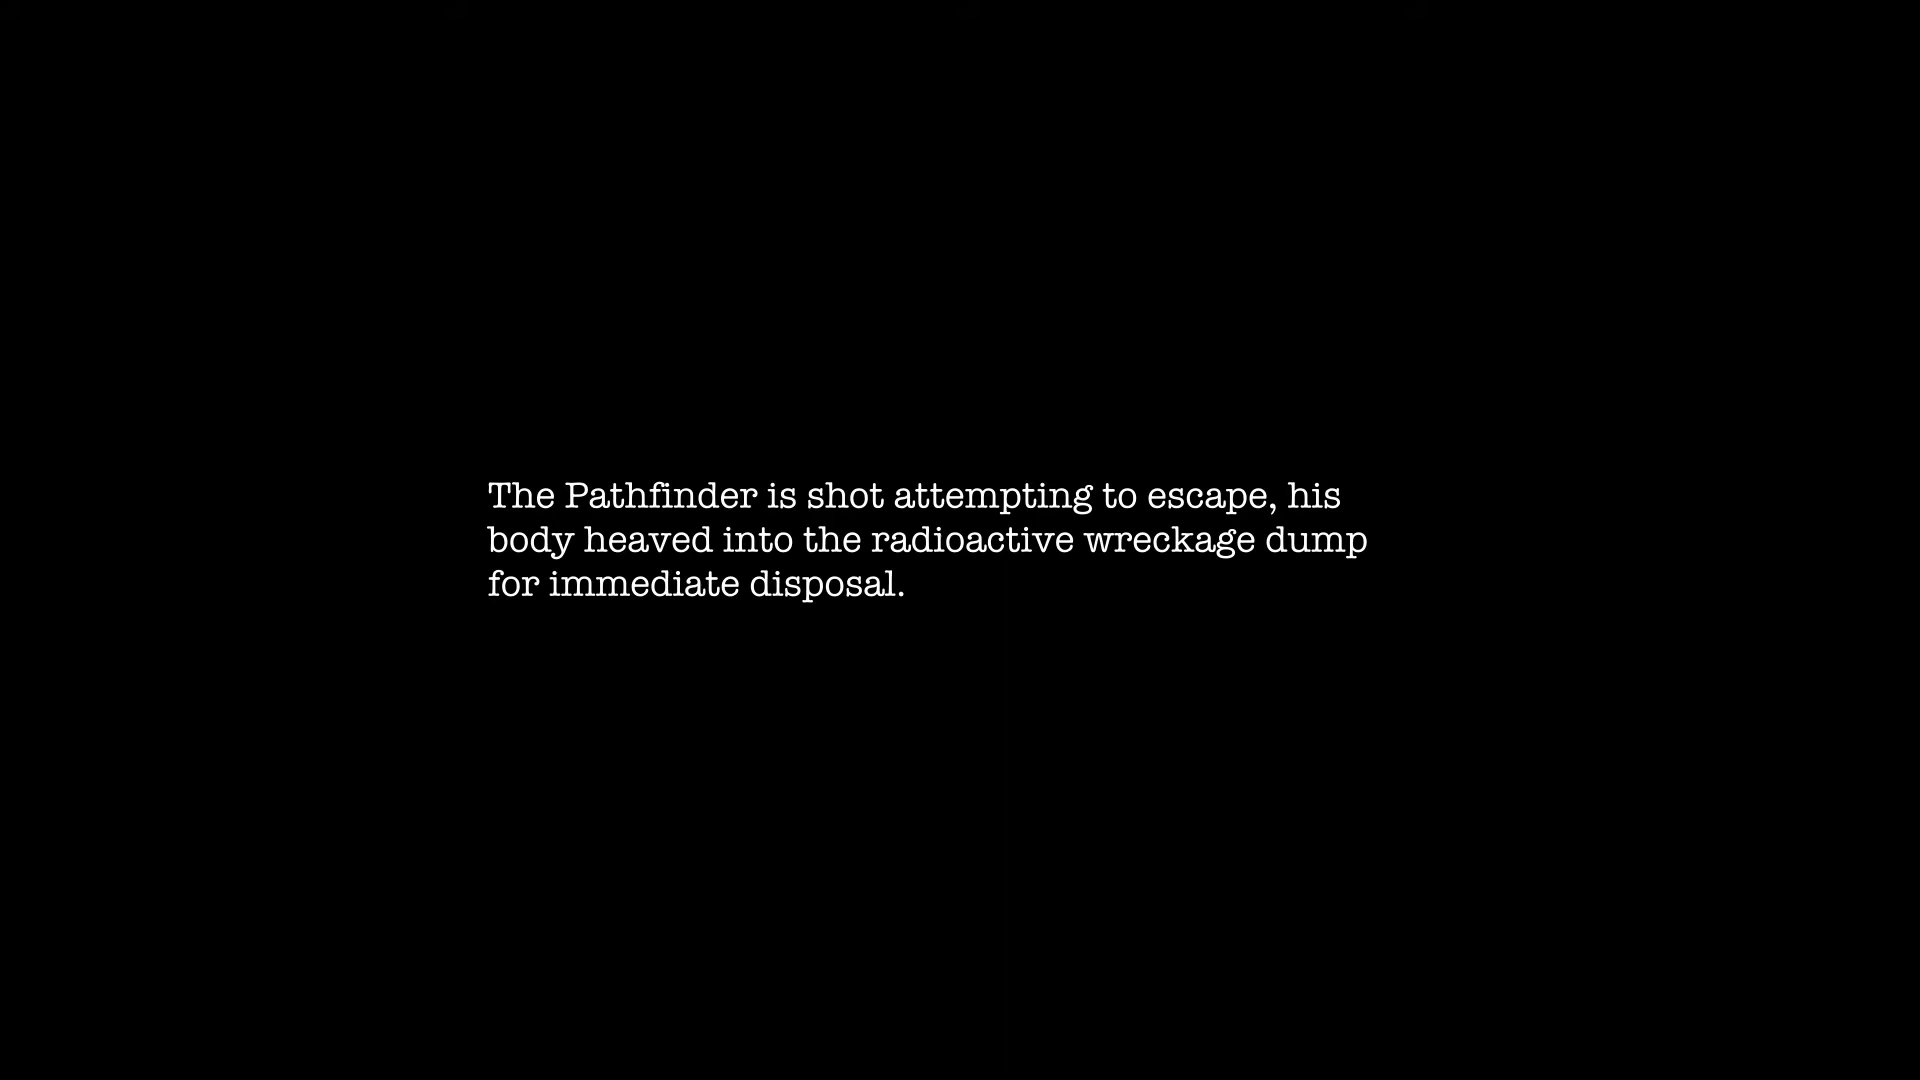 The Pathfinder is shot attempting to escape, his
body heaved into the radioactive wreckage dump
for immediate disposal.